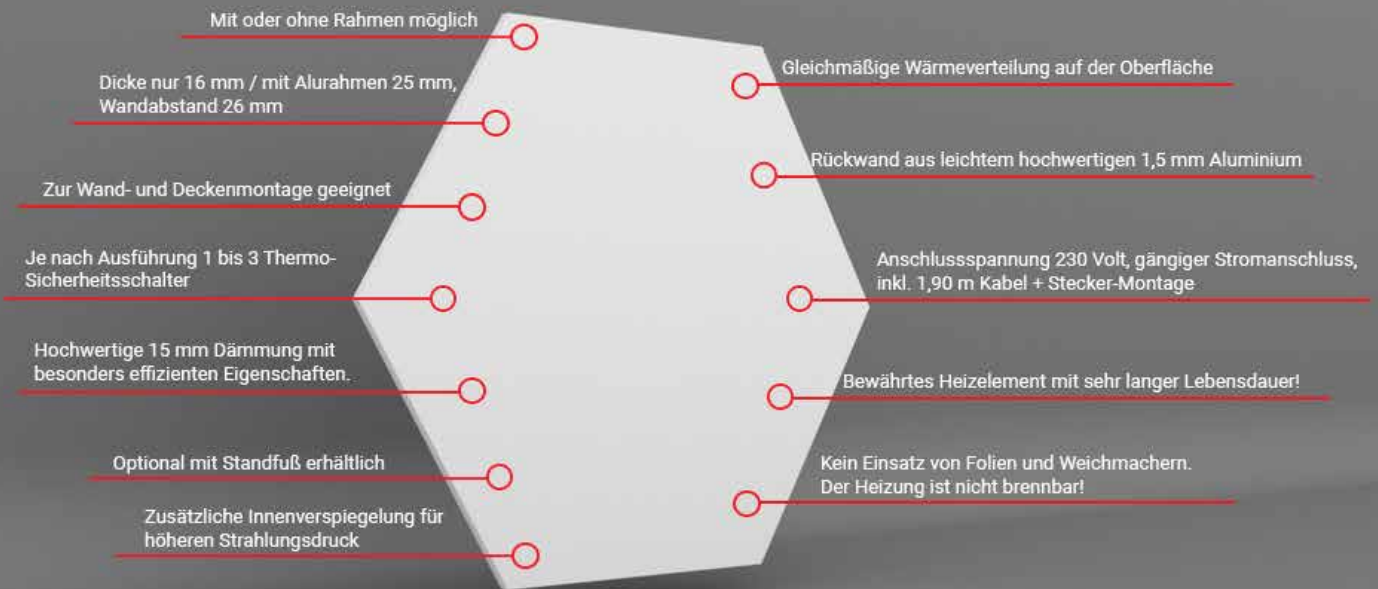 Mit oder ohne Rahmen möglich
Dicke nur 16 mm / mit Alurahmen 25 mm,
Wandabstand 26 mm
Zur Wand- und Deckenmontage geeignet
Je nach Ausführung 1 bis 3 Thermo-
Sicherheitsschalter
Hochwertige 15 mm Dämmung mit
besonders effizienten Eigenschaften.
Optional mit Standfuß erhältlich
Zusätzliche Innenverspiegelung für
höheren Strahlungsdruck
Gleichmäßige Wärmeverteilung auf der Oberfläche
Rückwand aus leichtem hochwertigen 1,5 mm Aluminium
Anschlussspannung 230 Volt, gängiger Stromanschluss,
inkl. 1,90 m Kabel + Stecker-Montage
Bewährtes Heizelement mit sehr langer Lebensdauer!
Kein Einsatz von Folien und Weichmachern.
Der Heizung ist nicht brennbar!